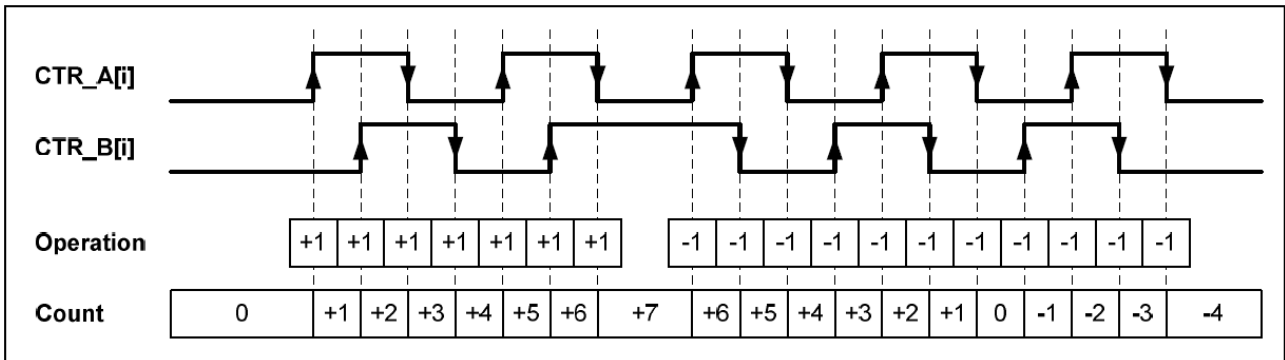 CTR_A[i]
CTR_B[i]
Operation +1 +1 +1 +1 +1 +1 +1 -1 -1 -1 -1 -1 -1 -1 -1 -1 -1 -1
Count 0 +1 +2 +3 +4 +5 +6 +7 +6 +5 +4 +3 +2 +1 0 -1 -2 -3 -4